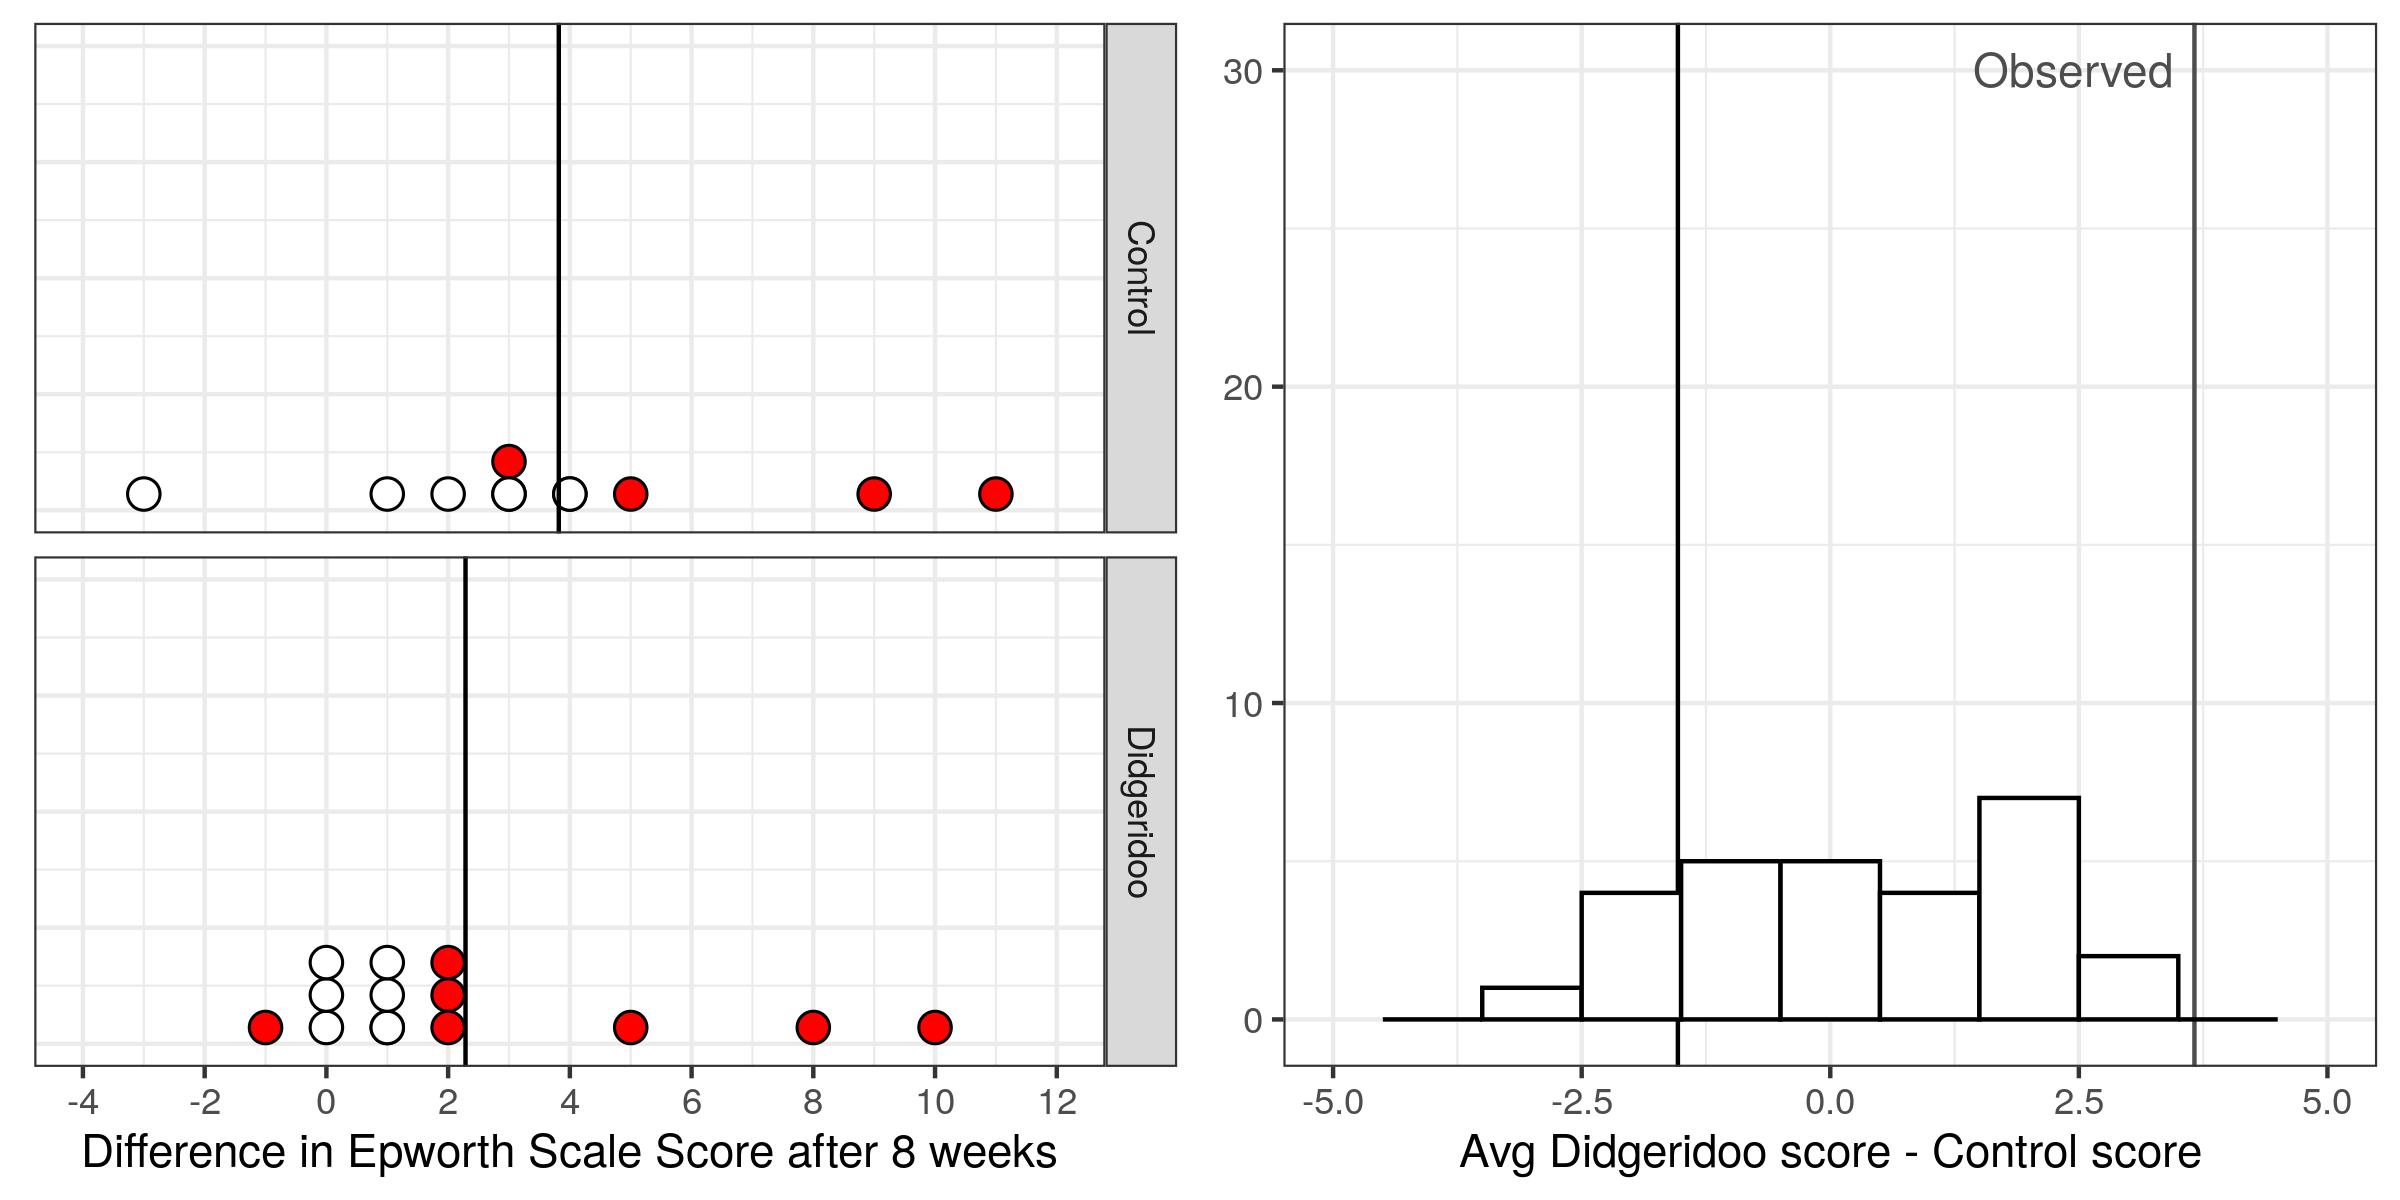 Control
Didgeridoo
-4 -2 0 2 4 6 8 10 12
Difference in Epworth Scale Score after 8 weeks
Observed
30
20
10
0
-5.0 -2.5 0.0 2.5 5.0
Avg Didgeridoo score - Control score